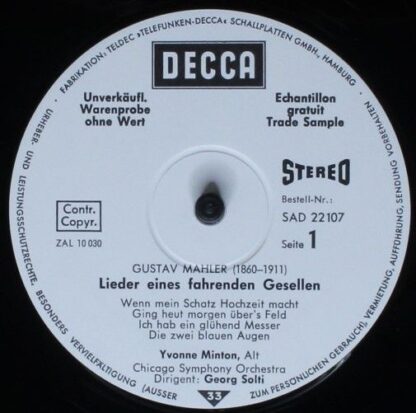 DECCA
Unverkäufl.
Warenprobe
ohne Wert
Echantillon
gratuit
Trade Sample
STEREO
Bestell-Nr.:
SAD 22107
Seite 1
Contr.
Copyr.
ZAL 10 030
GUSTAV MAHLER (1860–1911)
Lieder eines fahrenden Gesellen
Wenn mein Schatz Hochzeit macht
Ging heut morgen über's Feld
Ich hab ein glühend Messer
Die zwei blauen Augen
Yvonne Minton, Alt
Chicago Symphony Orchestra
Dirigent: Georg Solti
33
FABRIKATION: TELDEC »TELEFUNKEN-DECCA« SCHALLPLATTEN GMBH., HAMBURG · URHEBER- UND LEISTUNGSSCHUTZRECHTE, BESONDERS VERVIELFÄLTIGUNG (AUSSER ZUM PERSÖNLICHEN GEBRAUCH), VERMIETUNG, AUFFÜHRUNG, SENDUNG VORBEHALTEN